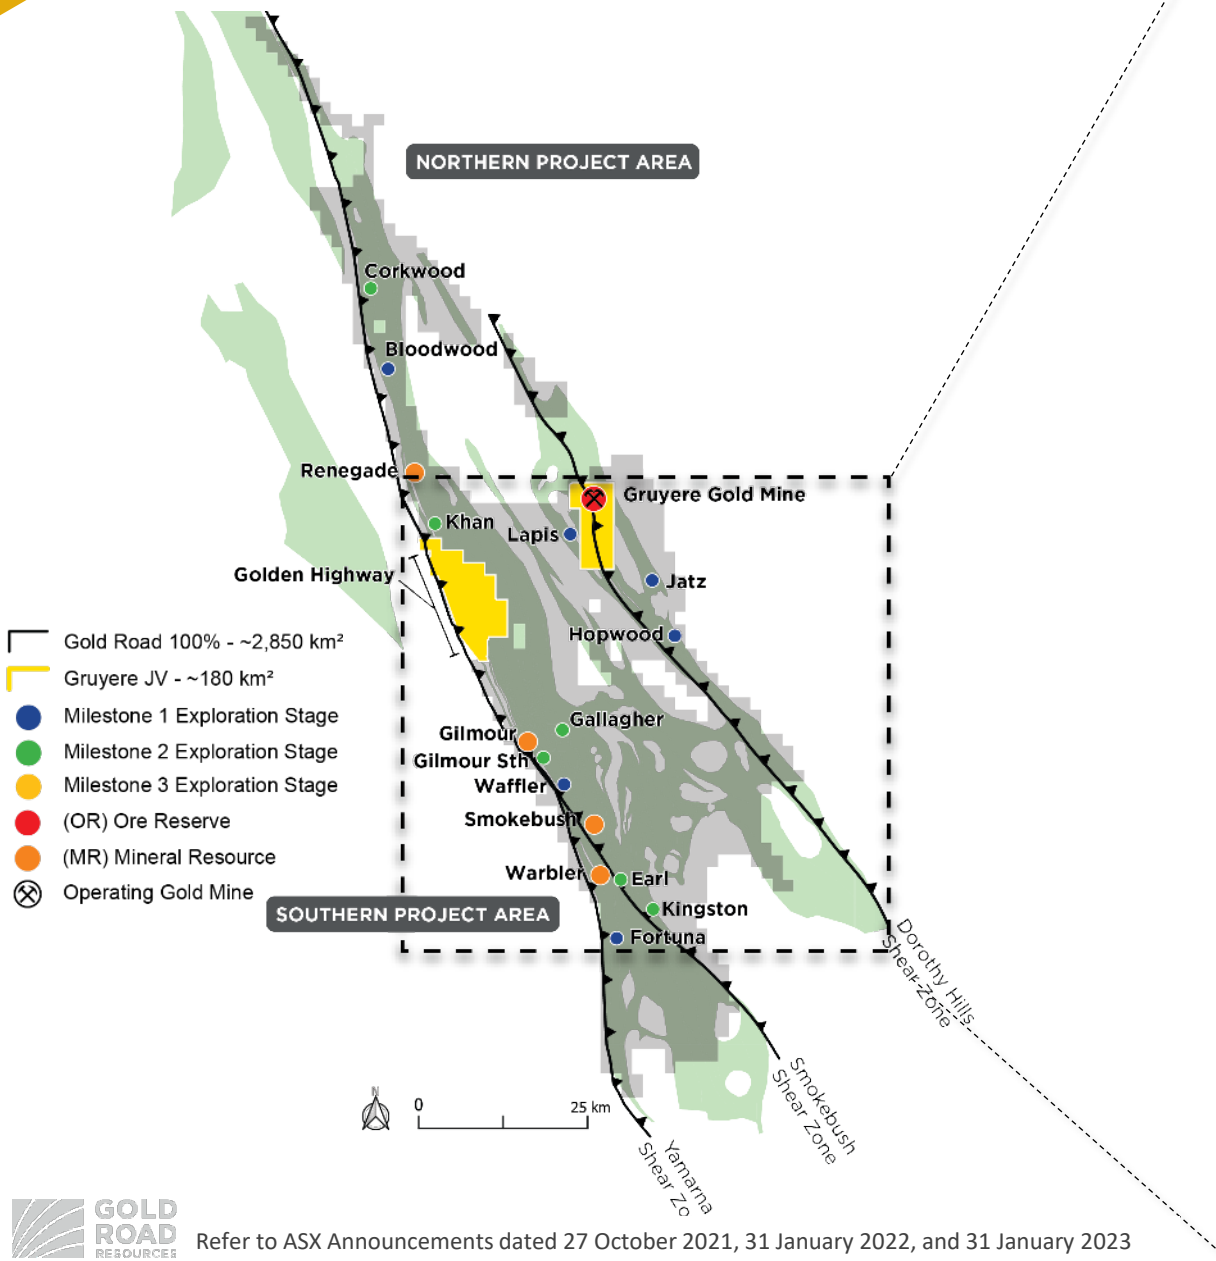 NORTHERN PROJECT AREA
Corkwood
Bloodwood
Renegade
Gruyere Gold Mine
Khan
Lapis
Golden Highway
Jatz
Hopwood
Gold Road 100% - ~2,850 km²
Gruyere JV - ~180 km²
Milestone 1 Exploration Stage
Milestone 2 Exploration Stage
Milestone 3 Exploration Stage
(OR) Ore Reserve
(MR) Mineral Resource
Operating Gold Mine
Gallagher
Gilmour
Gilmour Sth
Waffler
Smokebush
Warbler
Earl
Kingston
Fortuna
SOUTHERN PROJECT AREA
Dorothy Hills
Shear Zone
Smokebush
Shear Zone
Yamarna
Shear Zo
N
0
25 km
GOLD
ROAD
RESOURCES
Refer to ASX Announcements dated 27 October 2021, 31 January 2022, and 31 January 2023